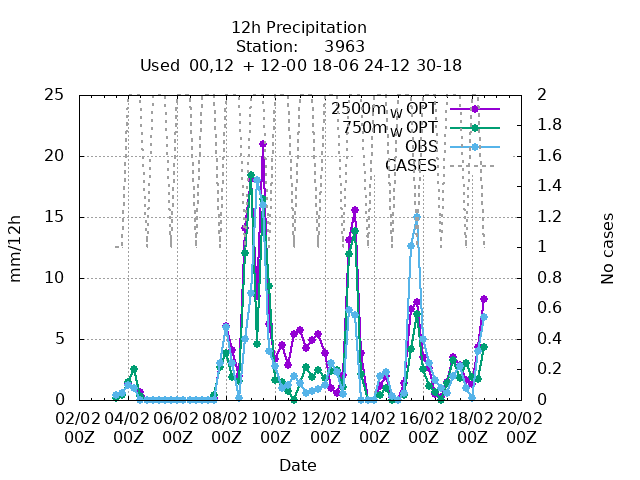 12h Precipitation
Station: 3963
Used 00,12 + 12-00 18-06 24-12 30-18
25 2
2500m_W OPT 1.8
750m_W OPT
OBS
20 1.6
CASES
1.4
15 1.2
mm/12h 1 No cases
10 0.8
0.6
5 0.4
0.2
0 0
02/02 04/02 06/02 08/02 10/02 12/02 14/02 16/02 18/02 20/02
00Z 00Z 00Z 00Z 00Z 00Z 00Z 00Z 00Z 00Z
Date